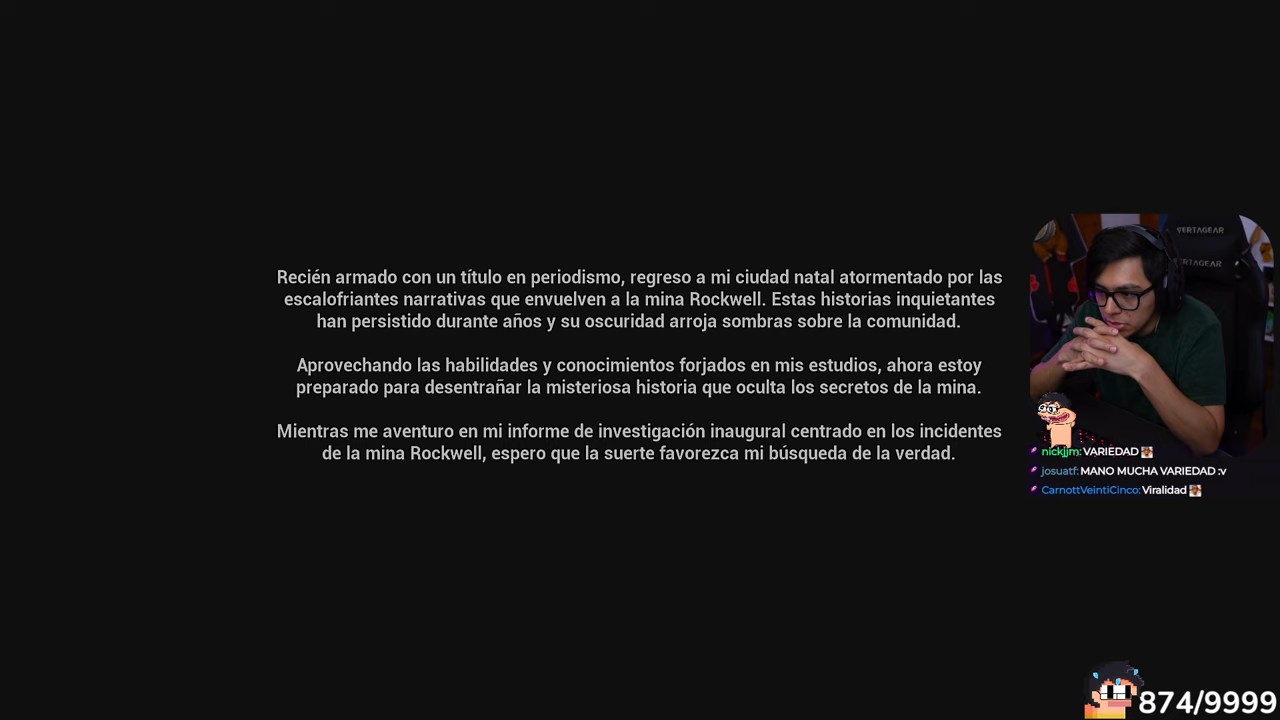 Recién armado con un título en periodismo, regreso a mi ciudad natal atormentado por las
escalofriantes narrativas que envuelven a la mina Rockwell. Estas historias inquietantes
han persistido durante años y su oscuridad arroja sombras sobre la comunidad.
Aprovechando las habilidades y conocimientos forjados en mis estudios, ahora estoy
preparado para desentrañar la misteriosa historia que oculta los secretos de la mina.
Mientras me aventuro en mi informe de investigación inaugural centrado en los incidentes
de la mina Rockwell, espero que la suerte favorezca mi búsqueda de la verdad.
VERTAGEAR
VERTAGEAR
nickjjm: VARIEDAD
josuatf: MANO MUCHA VARIEDAD :v
CarnottVeintiCinco: Viralidad
874/9999